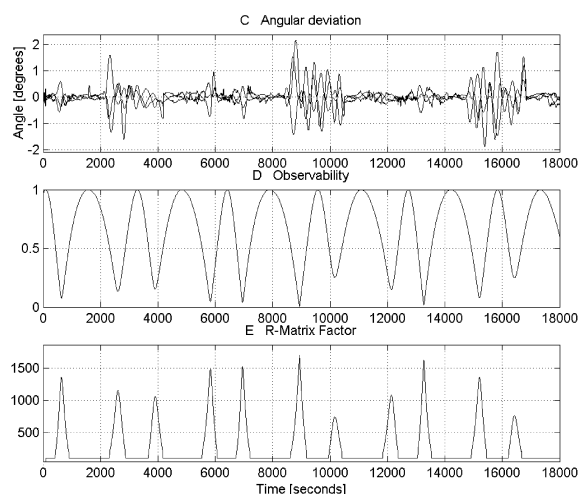 C Angular deviation
Angle [degrees]
2
1
0
-1
-2
0 2000 4000 6000 8000 10000 12000 14000 16000 18000
D Observability
1
0.5
0
0 2000 4000 6000 8000 10000 12000 14000 16000 18000
E R-Matrix Factor
1500
1000
500
0 2000 4000 6000 8000 10000 12000 14000 16000 18000
Time [seconds]